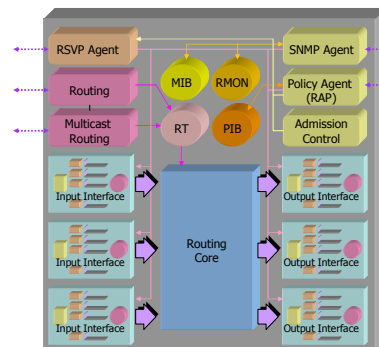 RSVP Agent
SNMP Agent
MIB
RMON
Routing
Policy Agent
(RAP)
Multicast
Routing
RT
PIB
Admission
Control
Input Interface
Output Interface
Routing
Core
Input Interface
Output Interface
Input Interface
Output Interface